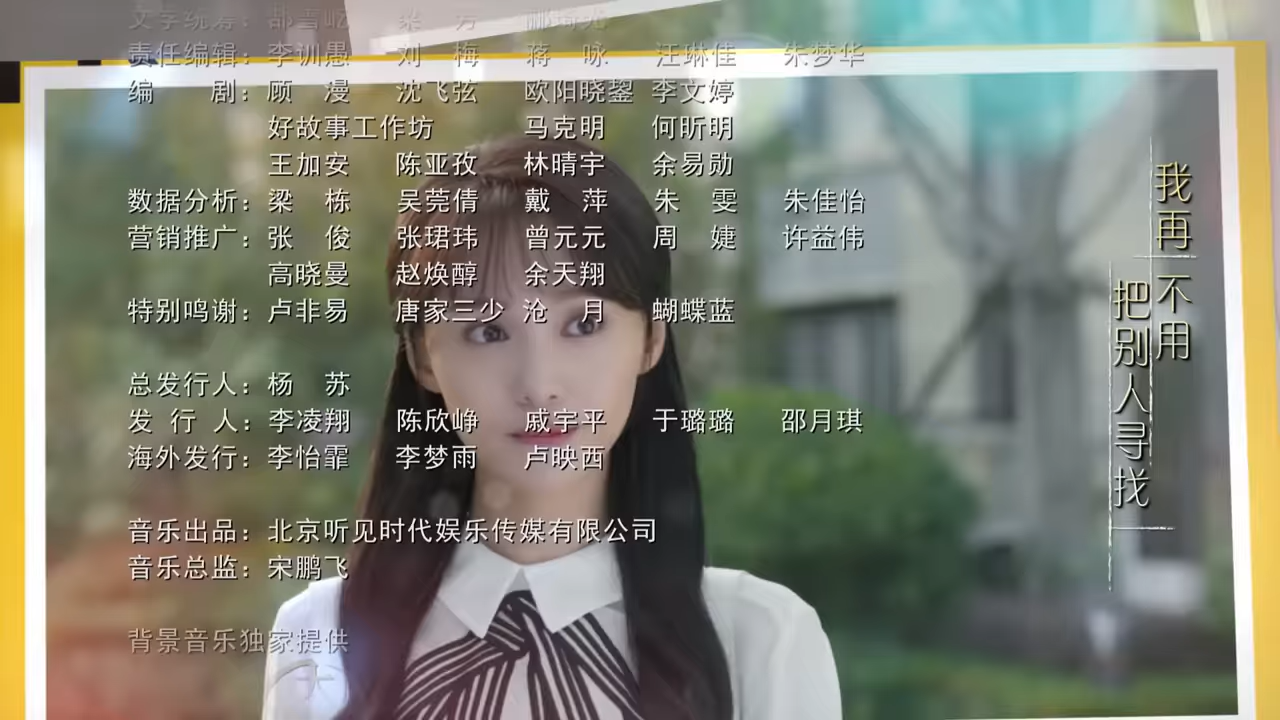 责任编辑：李训愚 刘 梅 蒋 咏 汪琳佳 朱梦华
编 剧：顾 漫 沈飞弦 欧阳晓鋆 李文婷
好故事工作坊 马克明 何昕明
王加安 陈亚孜 林晴宇 余易勋
数据分析：梁 栋 吴莞倩 戴 萍 朱 雯 朱佳怡
营销推广：张 俊 张珺玮 曾元元 周 婕 许益伟
高晓曼 赵焕醇 余天翔
特别鸣谢：卢非易 唐家三少 沧 月 蝴蝶蓝
总发行人：杨 苏
发 行 人：李凌翔 陈欣峥 戚宇平 于璐璐 邵月琪
海外发行：李怡霏 李梦雨 卢映西
音乐出品：北京听见时代娱乐传媒有限公司
音乐总监：宋鹏飞
背景音乐独家提供
我再不用
把别人寻找